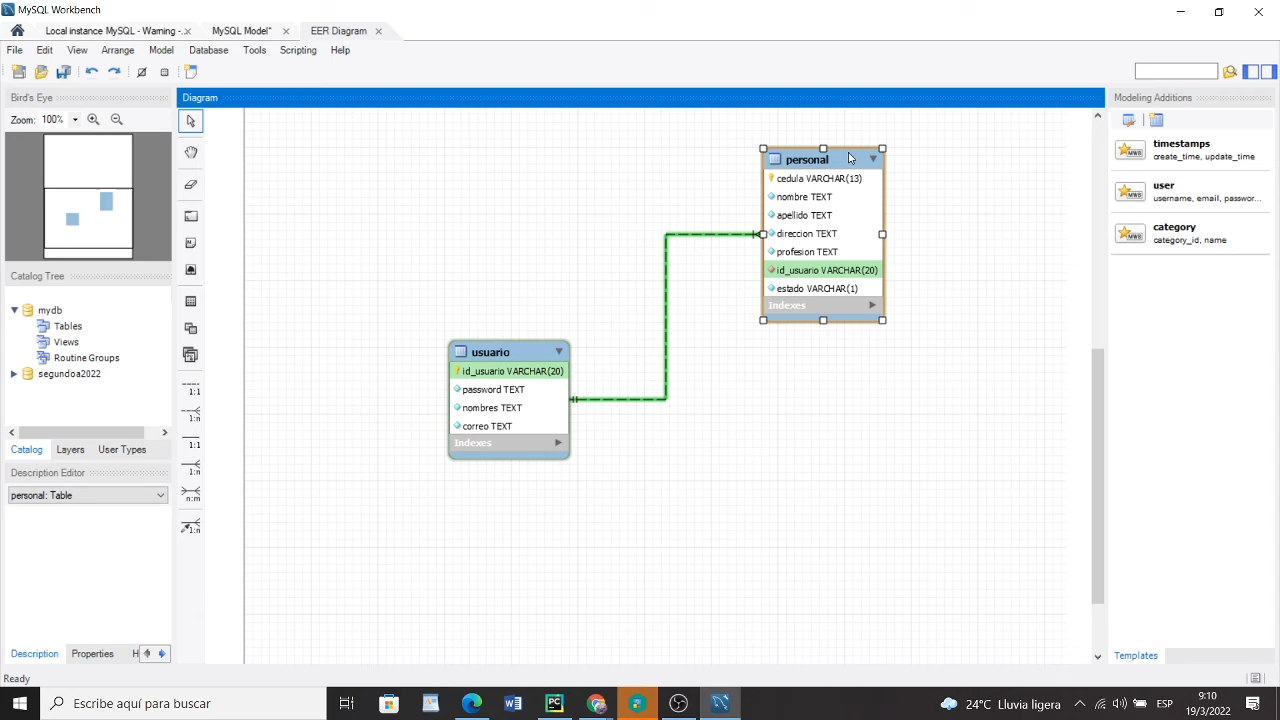 MySQL Workbench
Local instance MySQL - Warning -
MySQL Model*
EER Diagram
File Edit View Arrange Model Database Tools Scripting Help
Bird's Eye
Zoom: 100%
Catalog Tree
mydb
Tables
Views
Routine Groups
segundoa2022
Catalog Layers User Types
Description Editor
personal: Table
Description Properties H
Ready
Diagram
1:1
1:n
1:1
1:n
n:m
1:n
personal
cedula VARCHAR(13)
nombre TEXT
apellido TEXT
direccion TEXT
profesion TEXT
id_usuario VARCHAR(20)
estado VARCHAR(1)
Indexes
usuario
id_usuario VARCHAR(20)
password TEXT
nombres TEXT
correo TEXT
Indexes
Modeling Additions
timestamps
create_time, update_time
user
username, email, passwor...
category
category_id, name
Templates
Escribe aquí para buscar
24°C Lluvia ligera
ESP
9:10
19/3/2022